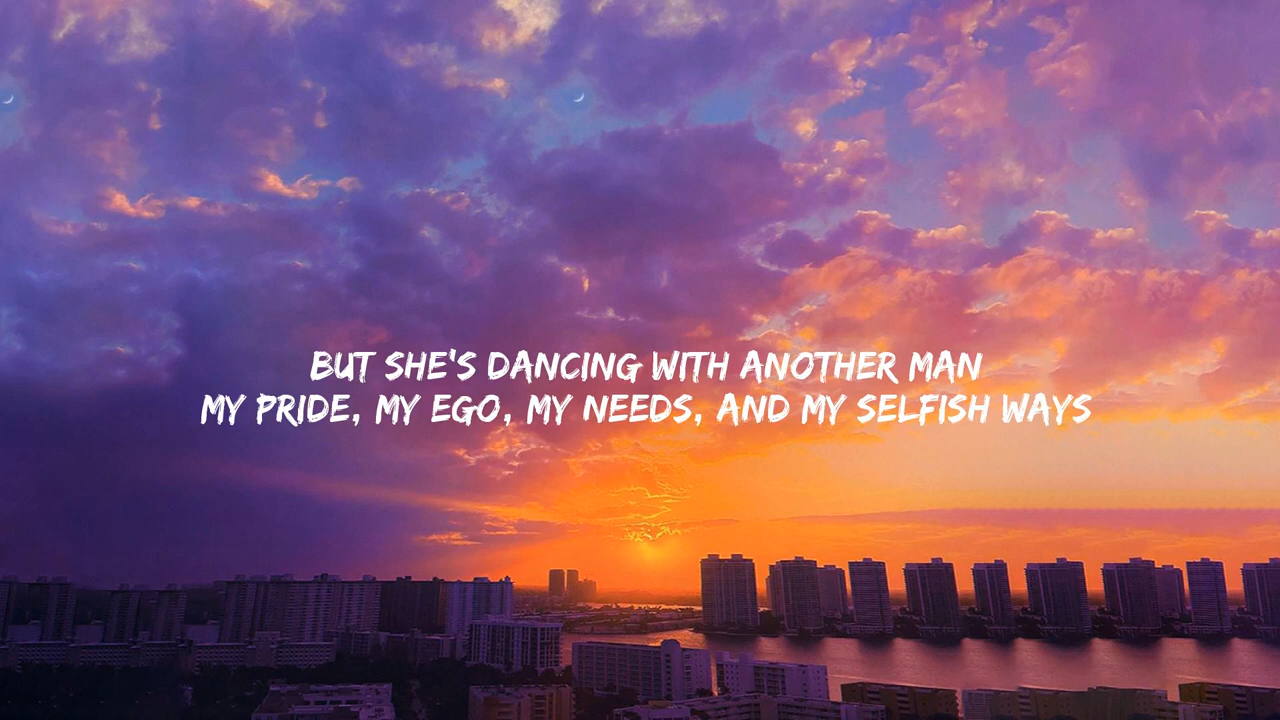 BUT SHE'S DANCING WITH ANOTHER MAN
MY PRIDE, MY EGO, MY NEEDS, AND MY SELFISH WAYS